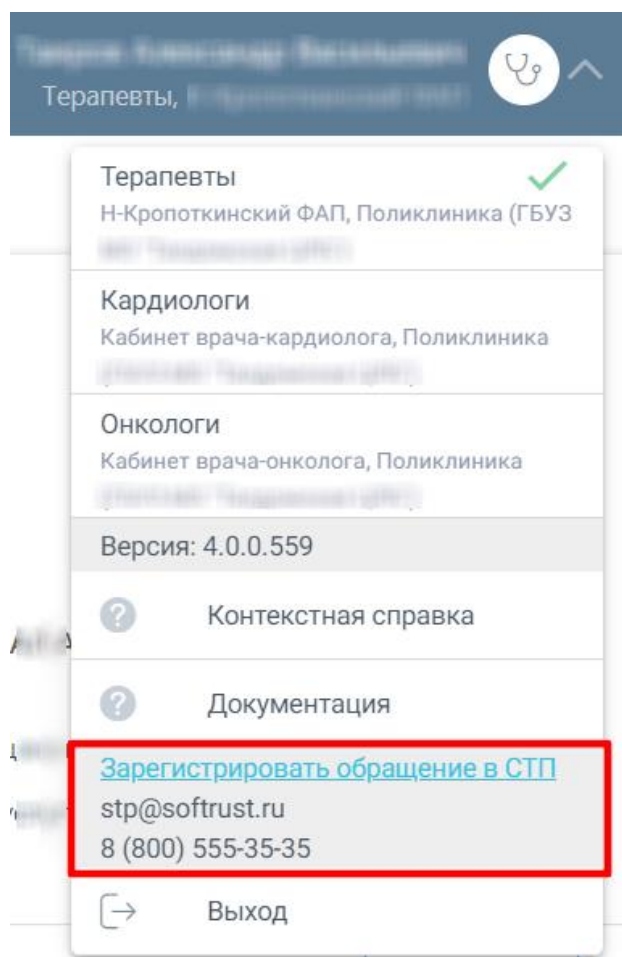 Терапевты,
Терапевты
Н-Кропоткинский ФАП, Поликлиника (ГБУЗ
Кардиологи
Кабинет врача-кардиолога, Поликлиника
Онкологи
Кабинет врача-онколога, Поликлиника
Версия: 4.0.0.559
Контекстная справка
Документация
Зарегистрировать обращение в СТП
stp@softrust.ru
8 (800) 555-35-35
Выход